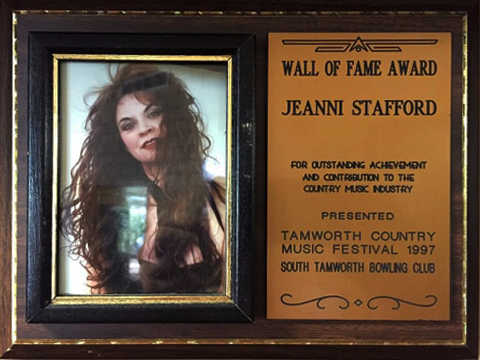 WALL OF FAME AWARD
JEANNI STAFFORD
FOR OUTSTANDING ACHIEVEMENT
AND CONTRIBUTION TO THE
COUNTRY MUSIC INDUSTRY
PRESENTED
TAMWORTH COUNTRY
MUSIC FESTIVAL 1997
SOUTH TAMWORTH BOWLING CLUB